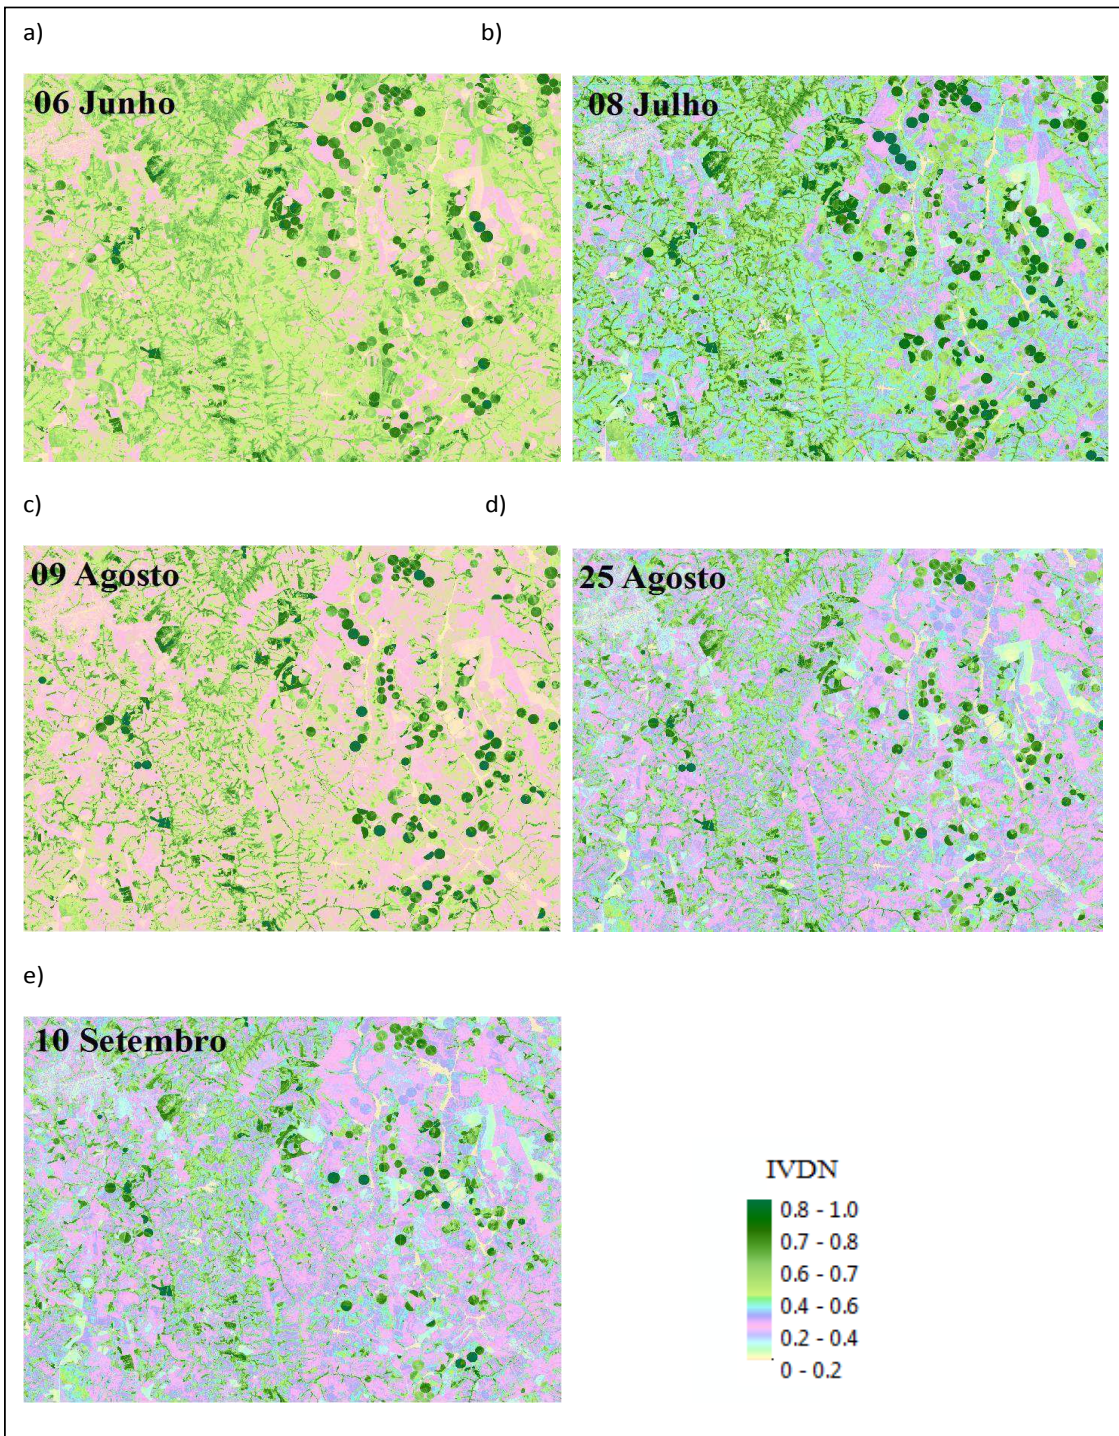 a)
b)
06 Junho
08 Julho
c)
d)
09 Agosto
25 Agosto
e)
10 Setembro
IVDN
0.8 - 1.0
0.7 - 0.8
0.6 - 0.7
0.4 - 0.6
0.2 - 0.4
0 - 0.2